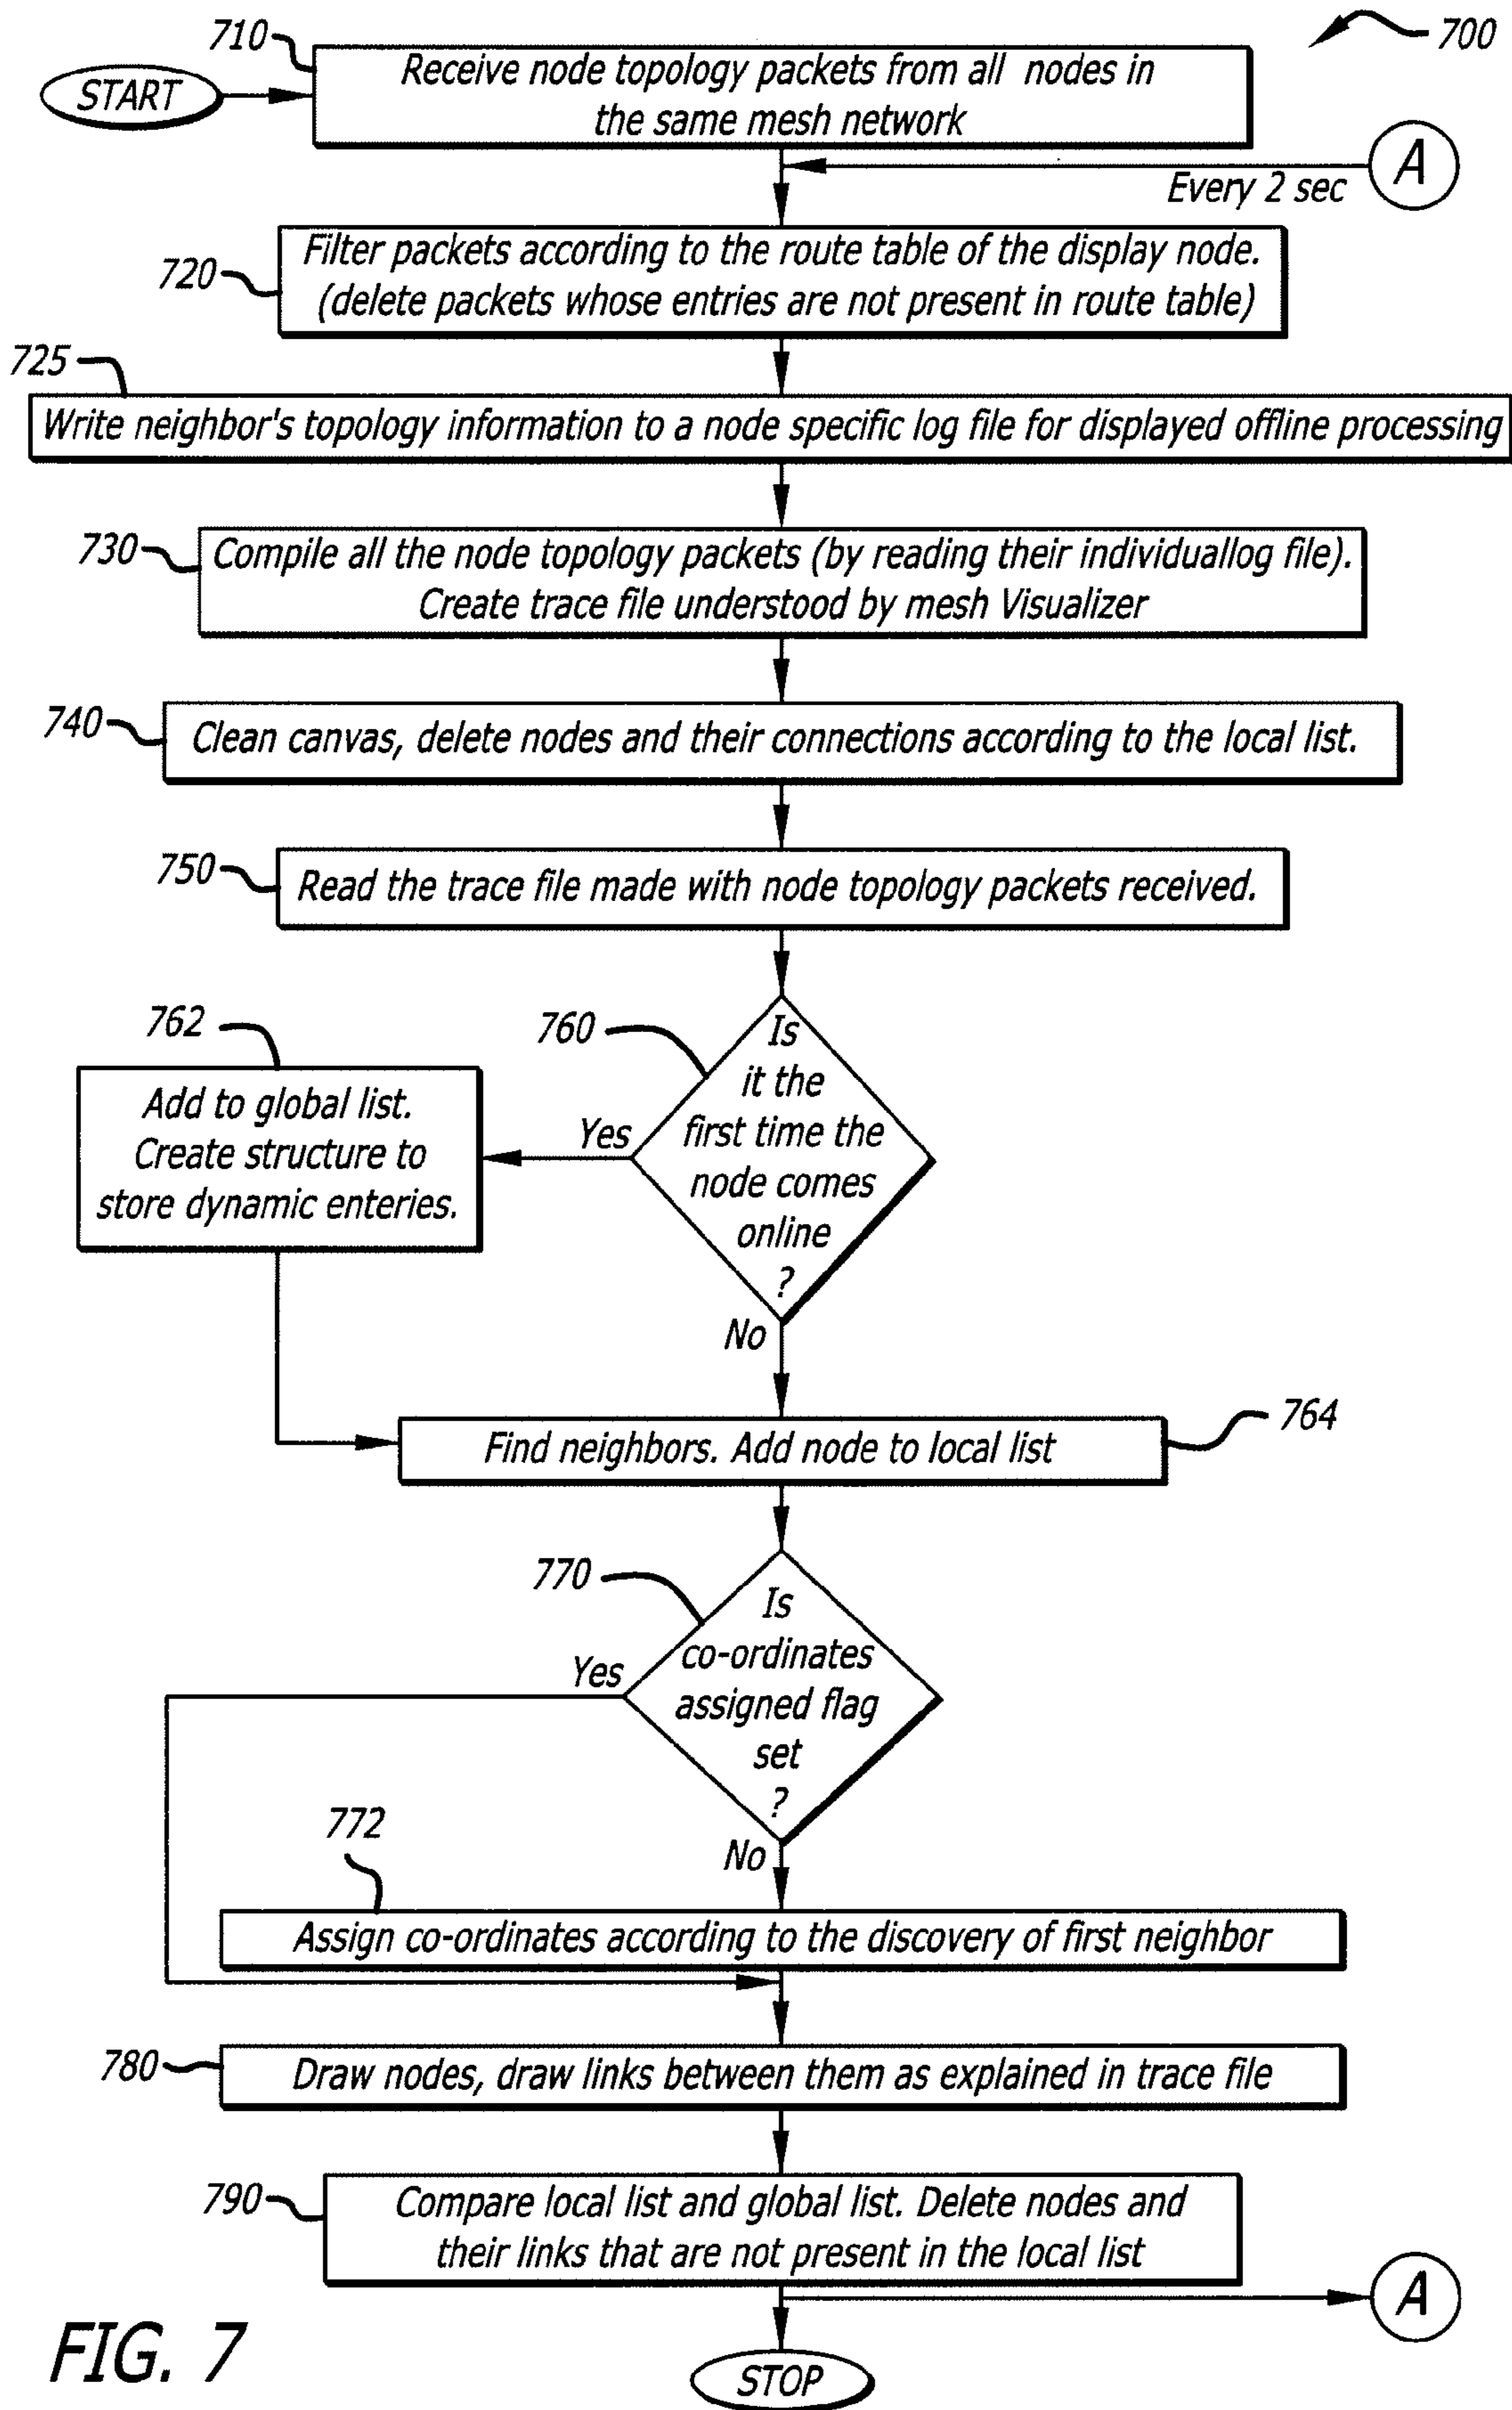 700
710
START
Receive node topology packets from all nodes in
the same mesh network
A
Every 2 sec
720
Filter packets according to the route table of the display node.
(delete packets whose entries are not present in route table)
725
Write neighbor's topology information to a node specific log file for displayed offline processing
730
Compile all the node topology packets (by reading their individuallog file).
Create trace file understood by mesh Visualizer
740
Clean canvas, delete nodes and their connections according to the local list.
750
Read the trace file made with node topology packets received.
762
760
Is
it the
first time the
node comes
online
?
Yes
Add to global list.
Create structure to
store dynamic enteries.
No
764
Find neighbors. Add node to local list
770
Is
co-ordinates
assigned flag
set
?
Yes
No
772
Assign co-ordinates according to the discovery of first neighbor
780
Draw nodes, draw links between them as explained in trace file
790
Compare local list and global list. Delete nodes and
their links that are not present in the local list
A
STOP
FIG. 7